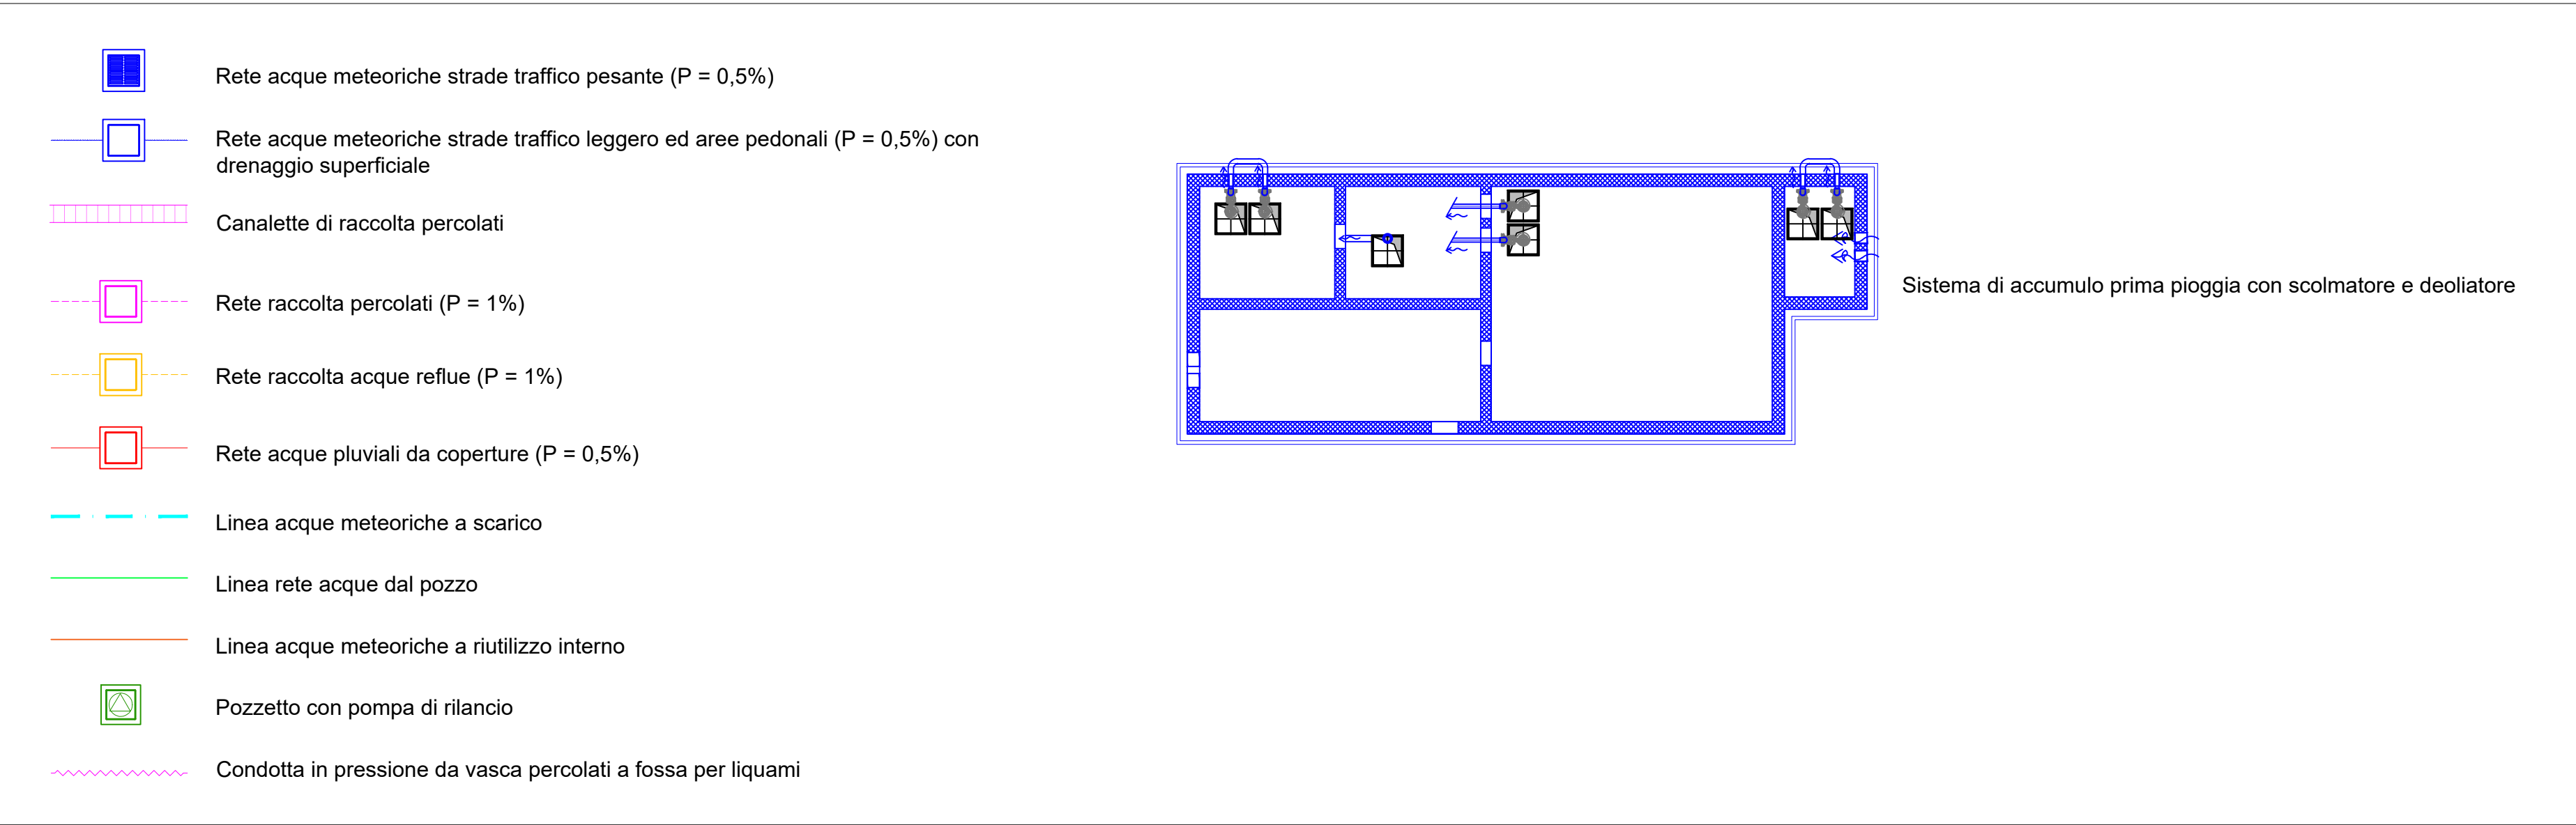 Rete acque meteoriche strade traffico pesante (P = 0,5%)
Rete acque meteoriche strade traffico leggero ed aree pedonali (P = 0,5%) con
drenaggio superficiale
Canalette di raccolta percolati
Rete raccolta percolati (P = 1%)
Rete raccolta acque reflue (P = 1%)
Rete acque pluviali da coperture (P = 0,5%)
Linea acque meteoriche a scarico
Linea rete acque dal pozzo
Linea acque meteoriche a riutilizzo interno
Pozzetto con pompa di rilancio
Condotta in pressione da vasca percolati a fossa per liquami
Sistema di accumulo prima pioggia con scolmatore e deoliatore